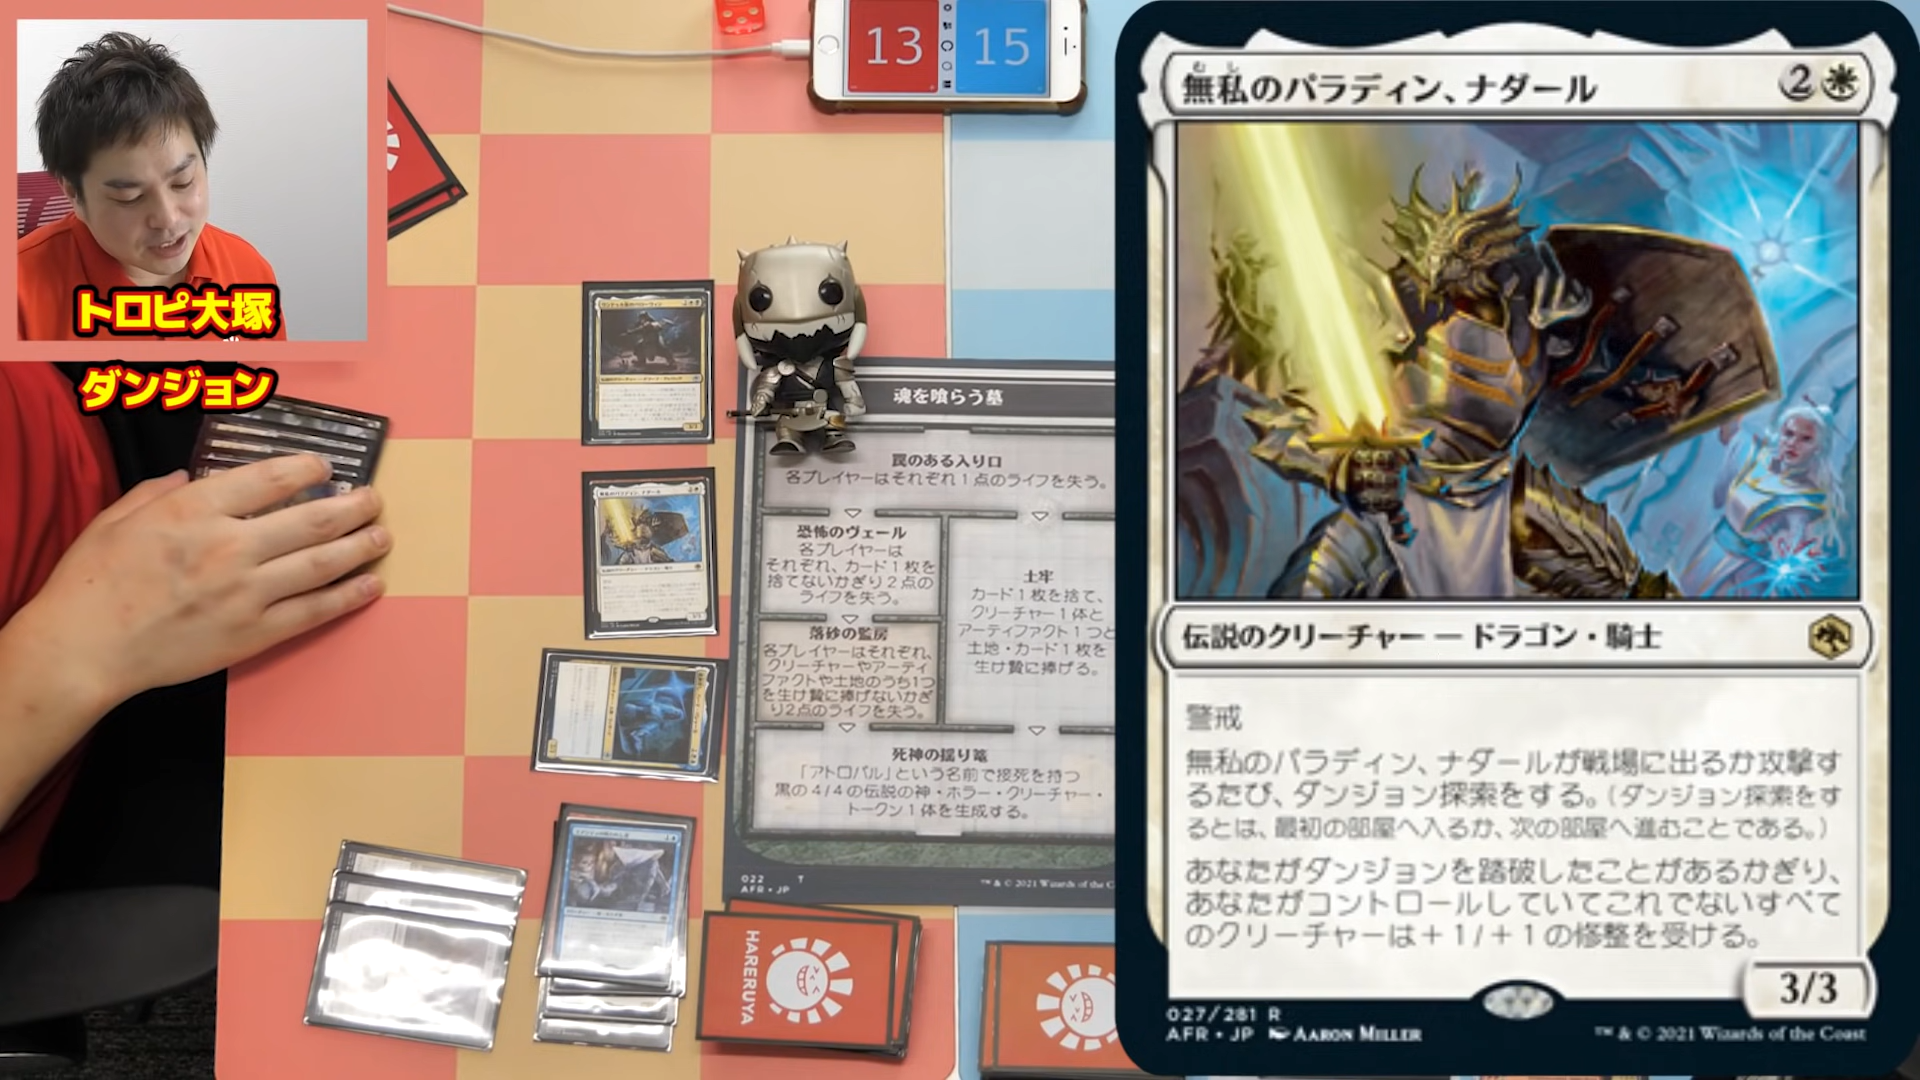 13
15
トロピ大塚
ダンジョン
HARERUYA
魂を喰らう墓
罠のある入り口
各プレイヤーはそれぞれ1点のライフを失う。
恐怖のヴェール
各プレイヤーは
それぞれ、カード1枚を
捨てないかぎり2点の
ライフを失う。
土牢
カード1枚を捨て、
クリーチャー1体と
アーティファクト1つと
土地・カード1枚を
生け贄に捧げる。
落砂の監房
各プレイヤーはそれぞれ、
クリーチャーやアーティ
ファクトや土地のうち1つ
を生け贄に捧げないかぎ
り2点のライフを失う。
死神の揺り篭
「アトロパル」という名前で接死を持つ
黒の4/4の伝説の神・ホラー・クリーチャー・
トークン1体を生成する。
022 T
AFR・JP
™ & © 2021 Wizards of the C
無私のパラディン、ナダール
むし
2
伝説のクリーチャー ― ドラゴン・騎士
警戒
無私のパラディン、ナダールが戦場に出るか攻撃す
るたび、ダンジョン探索をする。(ダンジョン探索をす
るとは、最初の部屋へ入るか、次の部屋へ進むことである。)
あなたがダンジョンを踏破したことがあるかぎり、
あなたがコントロールしていてこれでないすべて
のクリーチャーは+1/+1の修整を受ける。
3/3
027/281 R
AFR・JP AARON MILLER
™ & © 2021 Wizards of the Coast